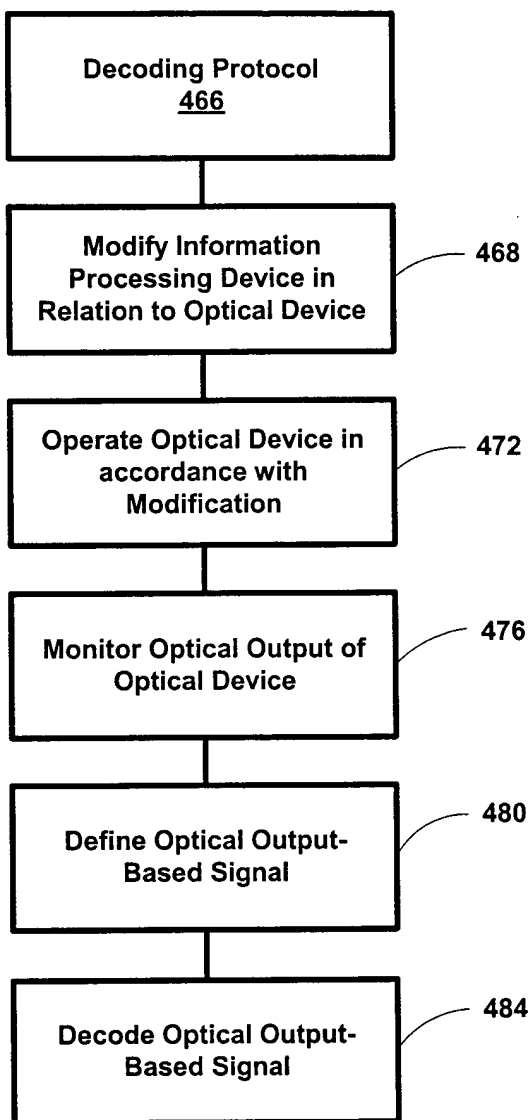 Decoding Protocol
466
Modify Information
Processing Device in
Relation to Optical Device
468
Operate Optical Device in
accordance with
Modification
472
Monitor Optical Output of
Optical Device
476
Define Optical Output-
Based Signal
480
Decode Optical Output-
Based Signal
484